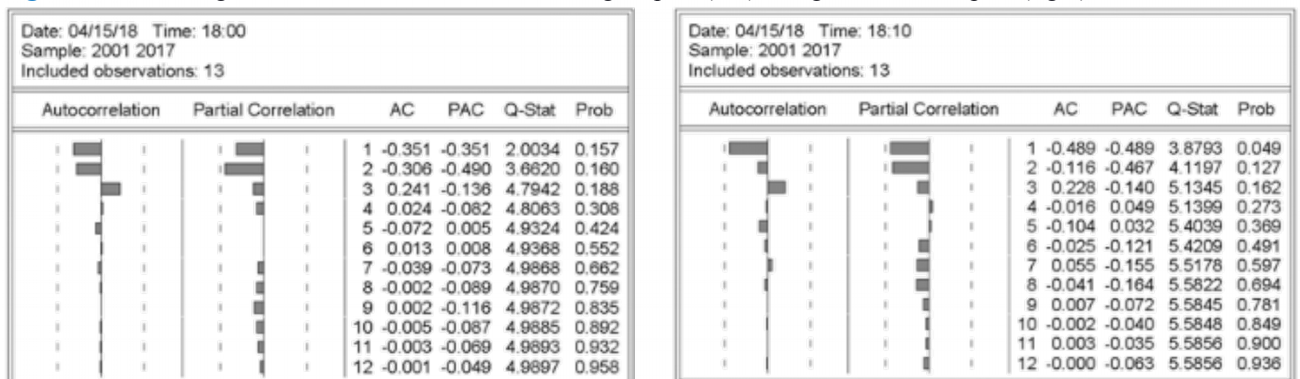 Date: 04/15/18 Time: 18:00
Sample: 2001 2017
Included observations: 13
Autocorrelation Partial Correlation AC PAC Q-Stat Prob
1 -0.351 -0.351 2.0034 0.157
2 -0.306 -0.490 3.6620 0.160
3 0.241 -0.136 4.7942 0.188
4 0.024 -0.082 4.8063 0.308
5 -0.072 0.005 4.9324 0.424
6 0.013 0.008 4.9368 0.552
7 -0.039 -0.073 4.9868 0.662
8 -0.002 -0.089 4.9870 0.759
9 0.002 -0.116 4.9872 0.835
10 -0.005 -0.087 4.9885 0.892
11 -0.003 -0.069 4.9893 0.932
12 -0.001 -0.049 4.9897 0.958
Date: 04/15/18 Time: 18:10
Sample: 2001 2017
Included observations: 13
Autocorrelation Partial Correlation AC PAC Q-Stat Prob
1 -0.489 -0.489 3.8793 0.049
2 -0.116 -0.467 4.1197 0.127
3 0.228 -0.140 5.1345 0.162
4 -0.016 0.049 5.1399 0.273
5 -0.104 0.032 5.4039 0.369
6 -0.025 -0.121 5.4209 0.491
7 0.055 -0.155 5.5178 0.597
8 -0.041 -0.164 5.5822 0.694
9 0.007 -0.072 5.5845 0.781
10 -0.002 -0.040 5.5848 0.849
11 0.003 -0.035 5.5856 0.900
12 -0.000 -0.063 5.5856 0.936